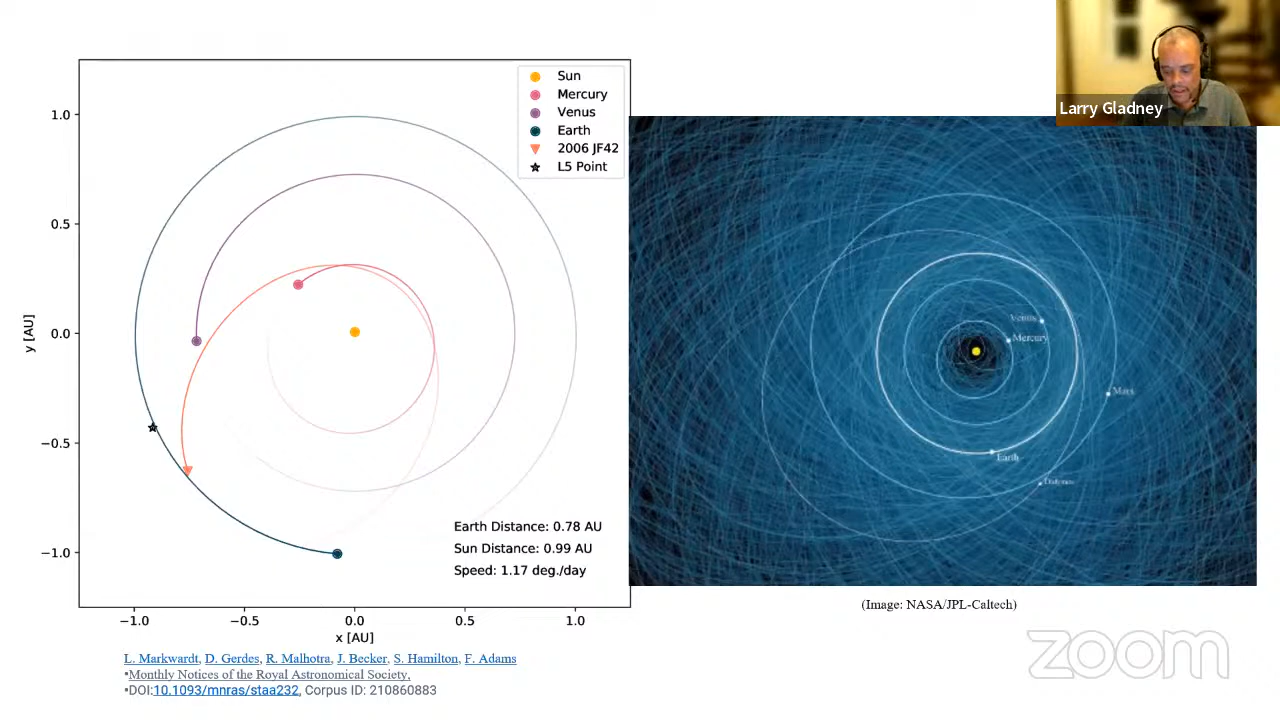 Larry Gladney
Sun
Mercury
Venus
Earth
2006 JF42
L5 Point
1.0
0.5
0.0
−0.5
−1.0
y [AU]
Earth Distance: 0.78 AU
Sun Distance: 0.99 AU
Speed: 1.17 deg./day
−1.0
−0.5
0.0
0.5
1.0
x [AU]
Venus
Mercury
Mars
Earth
(Image: NASA/JPL-Caltech)
L. Markwardt, D. Gerdes, R. Malhotra, J. Becker, S. Hamilton, F. Adams
•Monthly Notices of the Royal Astronomical Society,
•DOI:10.1093/mnras/staa232, Corpus ID: 210860883
zoom